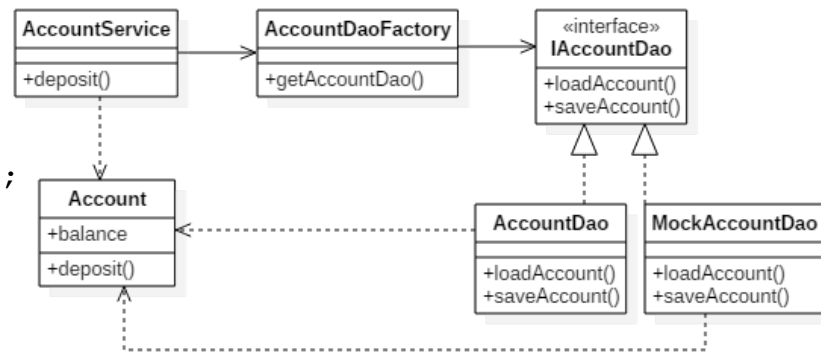 AccountService
+deposit()
AccountDaoFactory
+getAccountDao()
«interface»
IAccountDao
+loadAccount()
+saveAccount()
;
Account
+balance
+deposit()
AccountDao
+loadAccount()
+saveAccount()
MockAccountDao
+loadAccount()
+saveAccount()